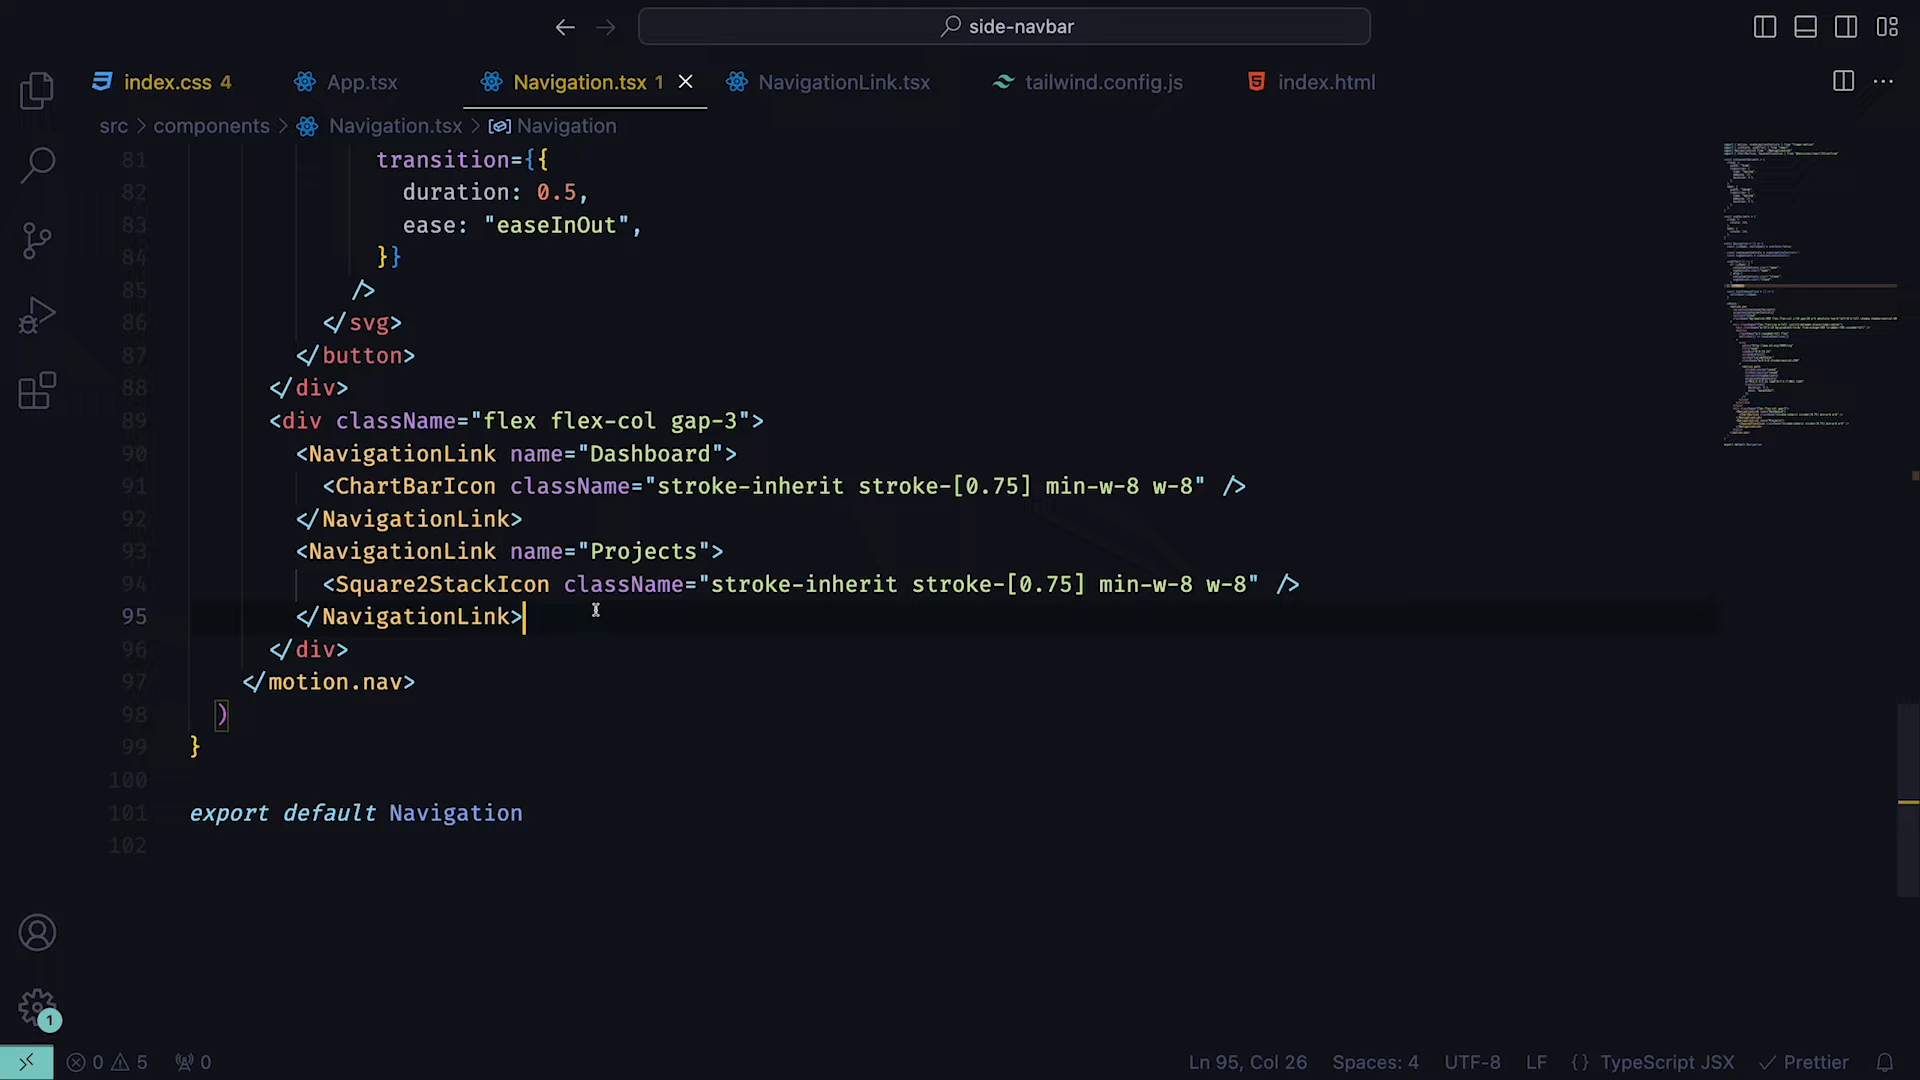 side-navbar
index.css 4 App.tsx Navigation.tsx 1 NavigationLink.tsx tailwind.config.js index.html
src > components > Navigation.tsx > Navigation
81 transition={{
82 duration: 0.5,
83 ease: "easeInOut",
84 }}
85 />
86 </svg>
87 </button>
88 </div>
89 <div className="flex flex-col gap-3">
90 <NavigationLink name="Dashboard">
91 <ChartBarIcon className="stroke-inherit stroke-[0.75] min-w-8 w-8" />
92 </NavigationLink>
93 <NavigationLink name="Projects">
94 <Square2StackIcon className="stroke-inherit stroke-[0.75] min-w-8 w-8" />
95 </NavigationLink>
96 </div>
97 </motion.nav>
98 )
99 }
100
101 export default Navigation
102
1
0 5 0 Ln 95, Col 26 Spaces: 4 UTF-8 LF {} TypeScript JSX Prettier